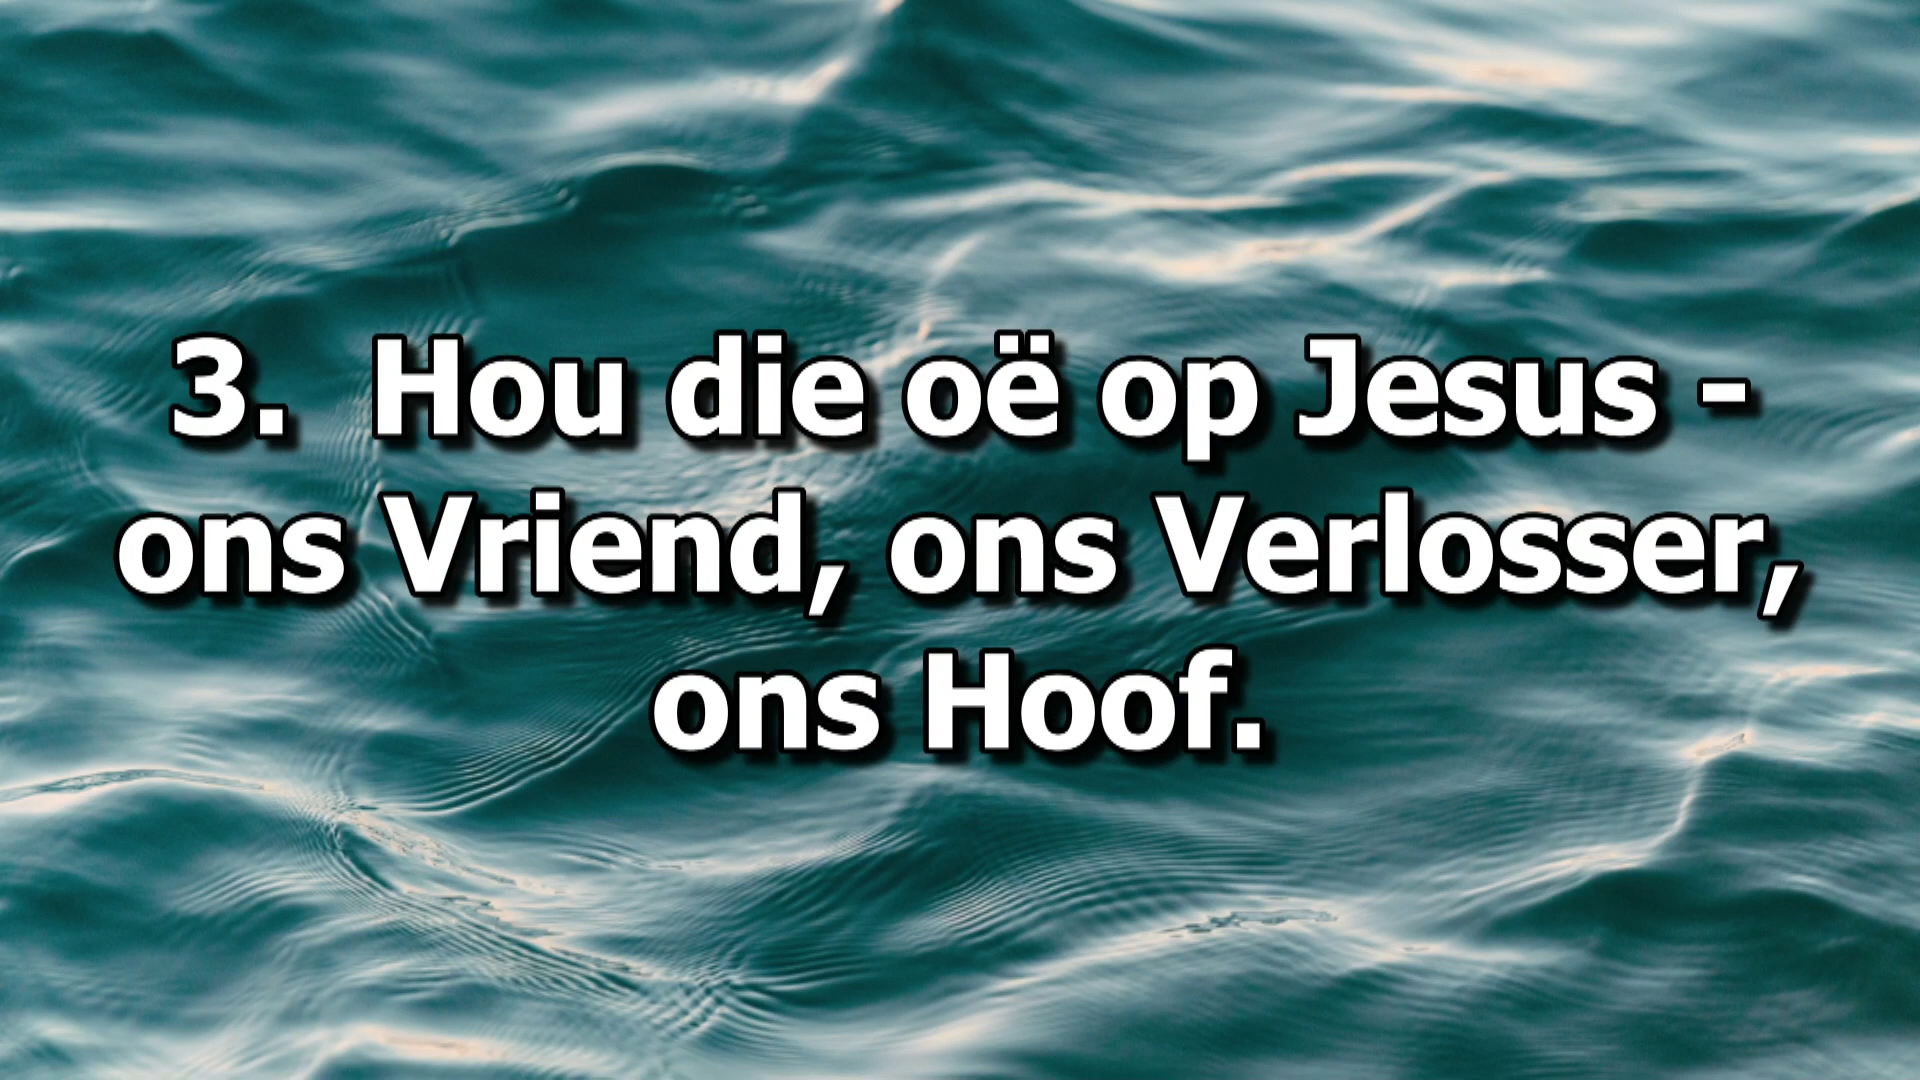 3.  Hou die oë op Jesus -
ons Vriend, ons Verlosser,
ons Hoof.